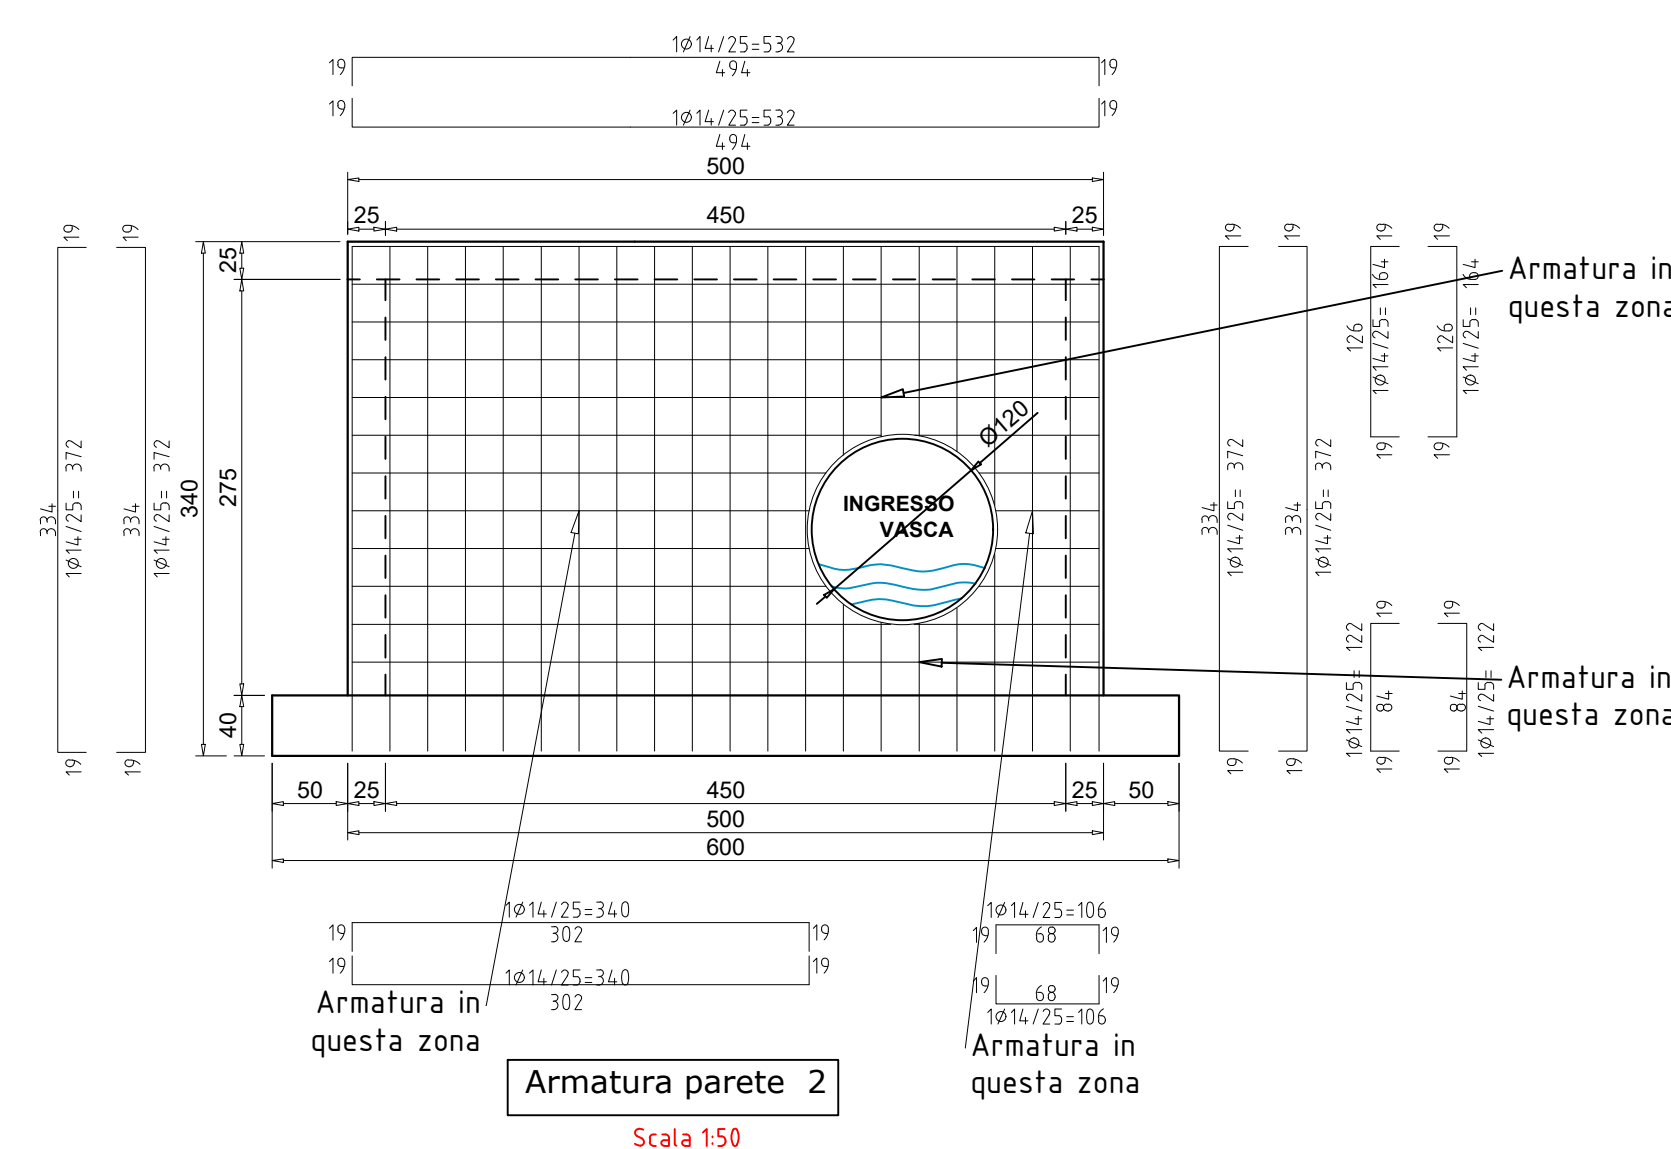 1ø14/25=532
19
494
19
19
1ø14/25=532
19
494
500
25
450
25
19
19
19
19
19
19
25
275
340
40
334
1ø14/25= 372
334
1ø14/25= 372
19
19
Ø120
INGRESSO
VASCA
334
1ø14/25= 372
334
1ø14/25= 372
19
19
126
1ø14/25= 164
126
1ø14/25= 164
19
19
Armatura in
questa zona
19
19
1ø14/25= 122
84
84
1ø14/25= 122
19
19
Armatura in
questa zona
50
25
450
25
50
500
600
1ø14/25=340
19
302
19
19
1ø14/25=340
19
302
Armatura in
questa zona
1ø14/25=106
19
68
19
19
68
19
1ø14/25=106
Armatura in
questa zona
Armatura parete 2
Scala 1:50